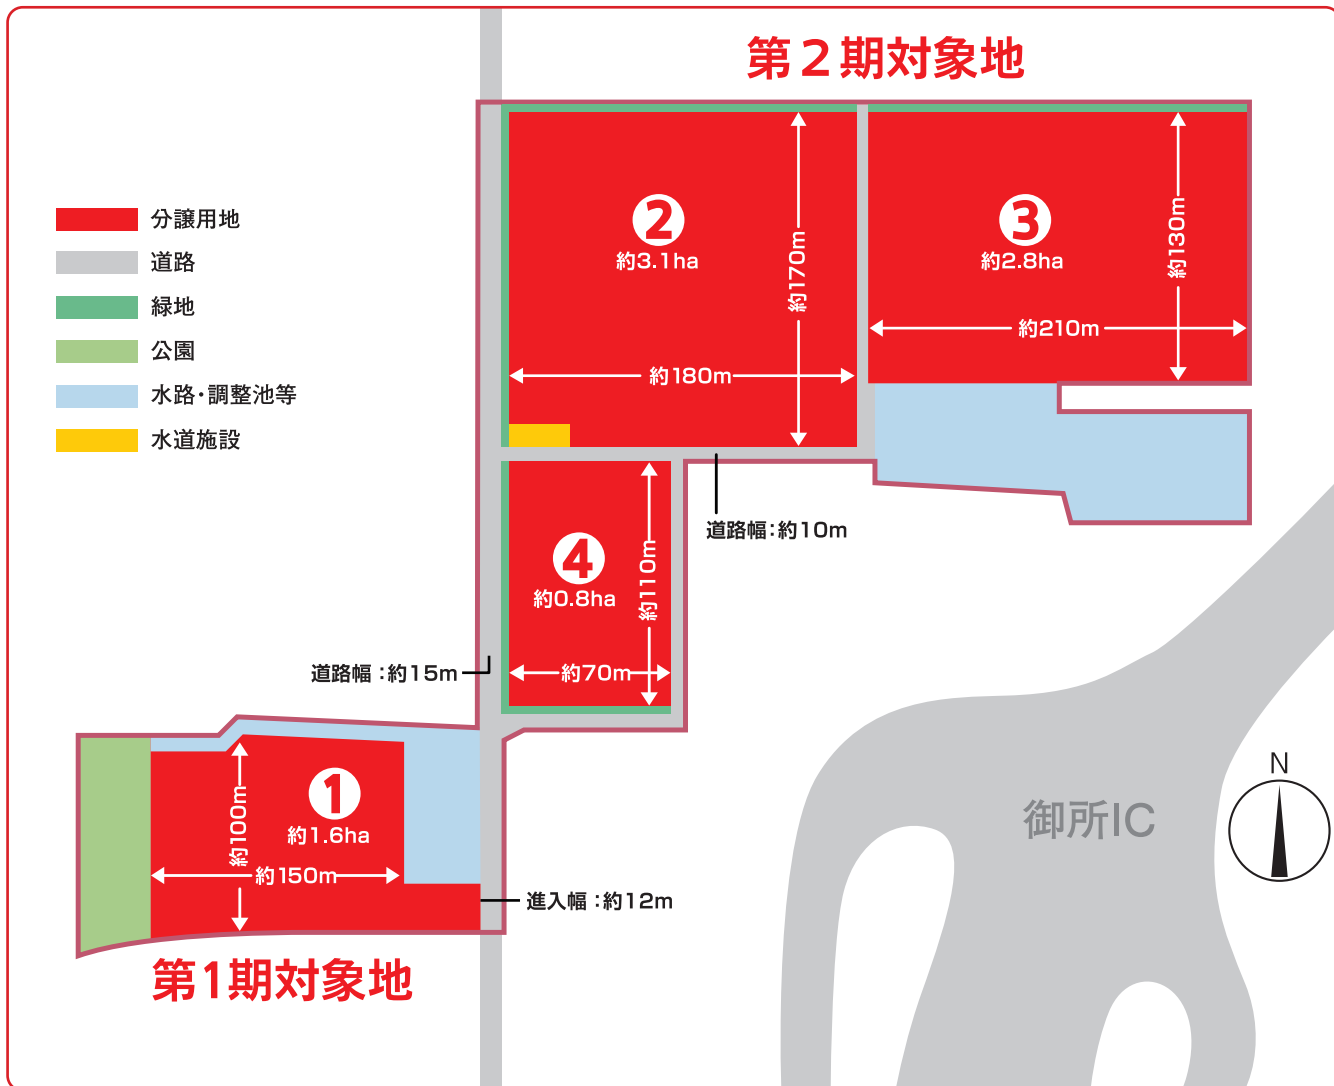 第２期対象地
分譲用地
道路
緑地
公園
水路・調整池等
水道施設
2
約3.1ha
約170m
約180m
3
約2.8ha
約130m
約210m
道路幅：約10m
4
約0.8ha
約110m
約70m
道路幅：約15m
1
約1.6ha
約100m
約150m
進入幅：約12m
第1期対象地
御所IC
N